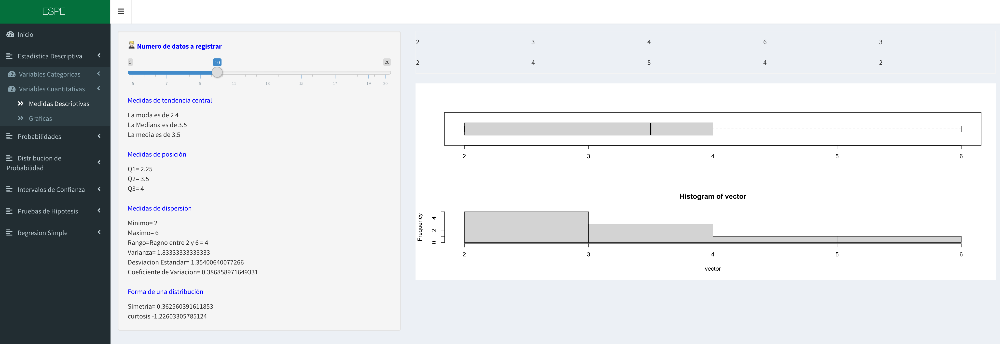 ESPE
Inicio
Estadistica Descriptiva
Variables Categoricas
Variables Cuantitativas
Medidas Descriptivas
Graficas
Probabilidades
Distribucion de
Probabilidad
Intervalos de Confianza
Pruebas de Hipotesis
Regresion Simple
Numero de datos a registrar
5 10 20
5 7 9 11 13 15 17 19 20
Medidas de tendencia central
La moda es de 2 4
La Mediana es de 3.5
La media es de 3.5
Medidas de posición
Q1= 2.25
Q2= 3.5
Q3= 4
Medidas de dispersión
Minimo= 2
Maximo= 6
Rango=Ragno entre 2 y 6 = 4
Varianza= 1.83333333333333
Desviacion Estandar= 1.35400640077266
Coeficiente de Variacion= 0.386858971649331
Forma de una distribución
Simetria= 0.362560391611853
curtosis -1.22603305785124
2 3 4 6 3
2 4 5 4 2
2 3 4 5 6
Histogram of vector
Frequency
4
2
0
2 3 4 5 6
vector